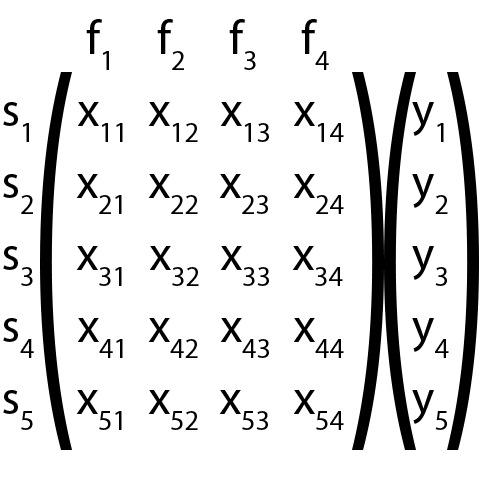 f₁ f₂ f₃ f₄
s₁ x₁₁ x₁₂ x₁₃ x₁₄ y₁
s₂ x₂₁ x₂₂ x₂₃ x₂₄ y₂
s₃ x₃₁ x₃₂ x₃₃ x₃₄ y₃
s₄ x₄₁ x₄₂ x₄₃ x₄₄ y₄
s₅ x₅₁ x₅₂ x₅₃ x₅₄ y₅